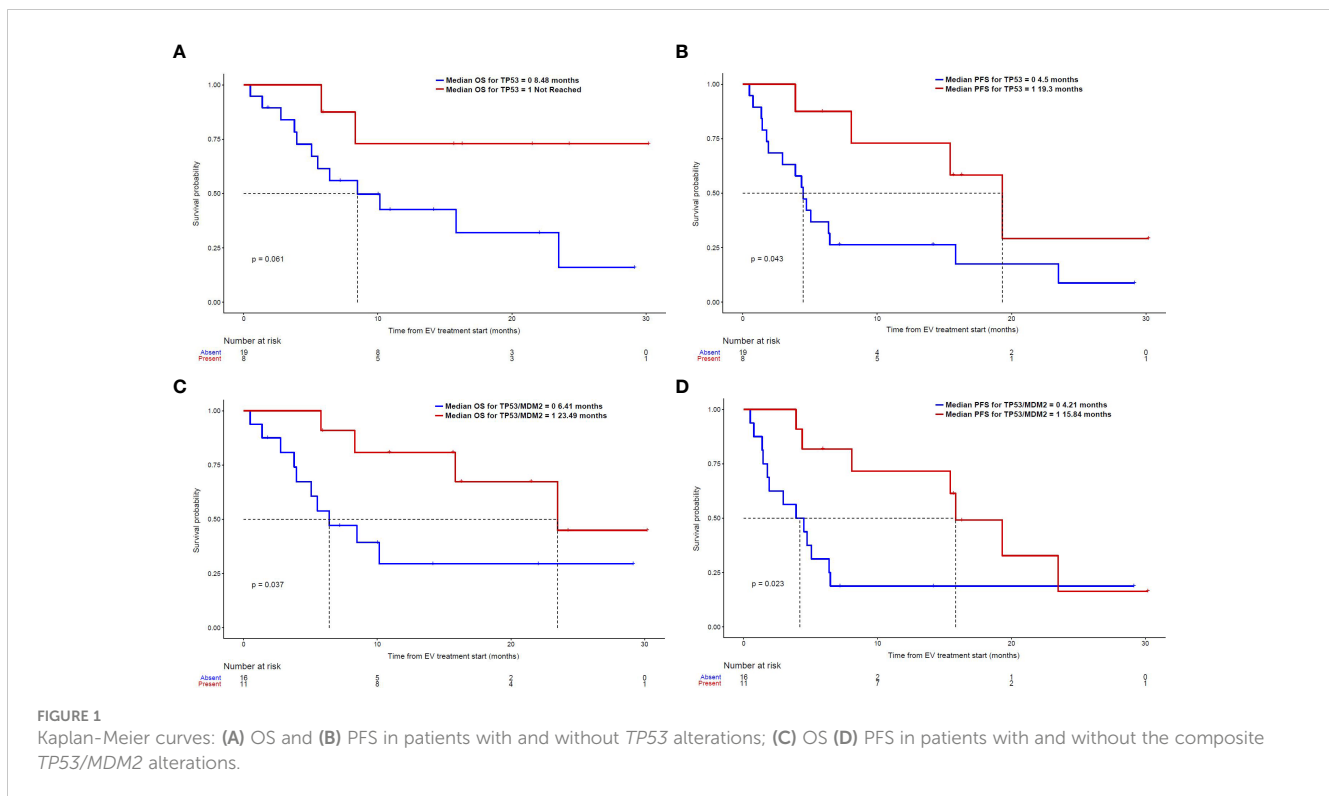 A
Median OS for TP53 = 0 8.48 months
Median OS for TP53 = 1 Not Reached
1.00
0.75
0.50
0.25
0.00
Survival probability
p = 0.061
0 10 20 30
Time from EV treatment start (months)
Number at risk
Absent 19 8 3 0
Present 8 5 3 1
B
Median PFS for TP53 = 0 4.5 months
Median PFS for TP53 = 1 19.3 months
1.00
0.75
0.50
0.25
0.00
Survival probability
p = 0.043
0 10 20 30
Time from EV treatment start (months)
Number at risk
Absent 19 4 2 0
Present 8 5 1 1
C
Median OS for TP53/MDM2 = 0 6.41 months
Median OS for TP53/MDM2 = 1 23.49 months
1.00
0.75
0.50
0.25
0.00
Survival probability
p = 0.037
0 10 20 30
Time from EV treatment start (months)
Number at risk
Absent 16 5 2 0
Present 11 8 4 1
D
Median PFS for TP53/MDM2 = 0 4.21 months
Median PFS for TP53/MDM2 = 1 15.84 months
1.00
0.75
0.50
0.25
0.00
Survival probability
p = 0.023
0 10 20 30
Time from EV treatment start (months)
Number at risk
Absent 16 2 1 0
Present 11 7 2 1
FIGURE 1
Kaplan-Meier curves: (A) OS and (B) PFS in patients with and without TP53 alterations; (C) OS (D) PFS in patients with and without the composite
TP53/MDM2 alterations.